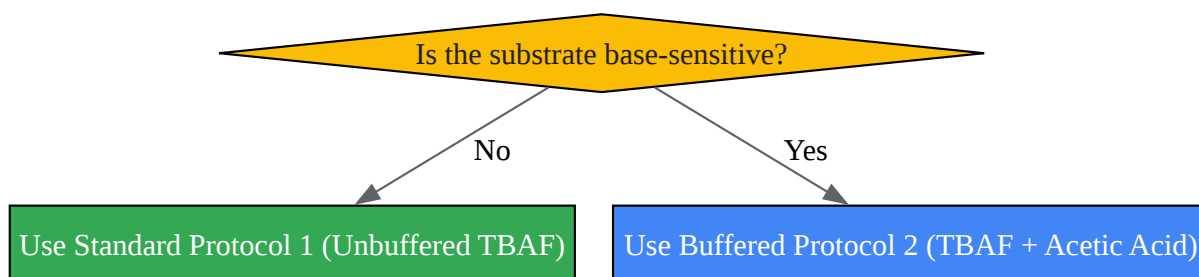 Is the substrate base-sensitive?
No
Yes
Use Standard Protocol 1 (Unbuffered TBAF)
Use Buffered Protocol 2 (TBAF + Acetic Acid)